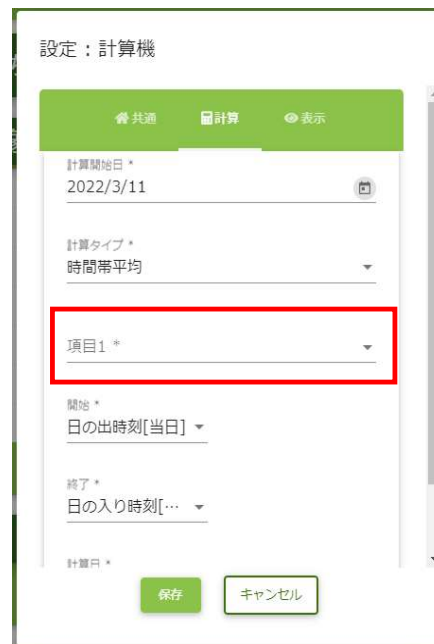 設定：計算機
共通 計算 表示
計算開始日 *
2022/3/11
計算タイプ *
時間帯平均
項目1 *
開始 *
日の出時刻[当日]
終了 *
日の入り時刻[…
計算日 *
保存 キャンセル